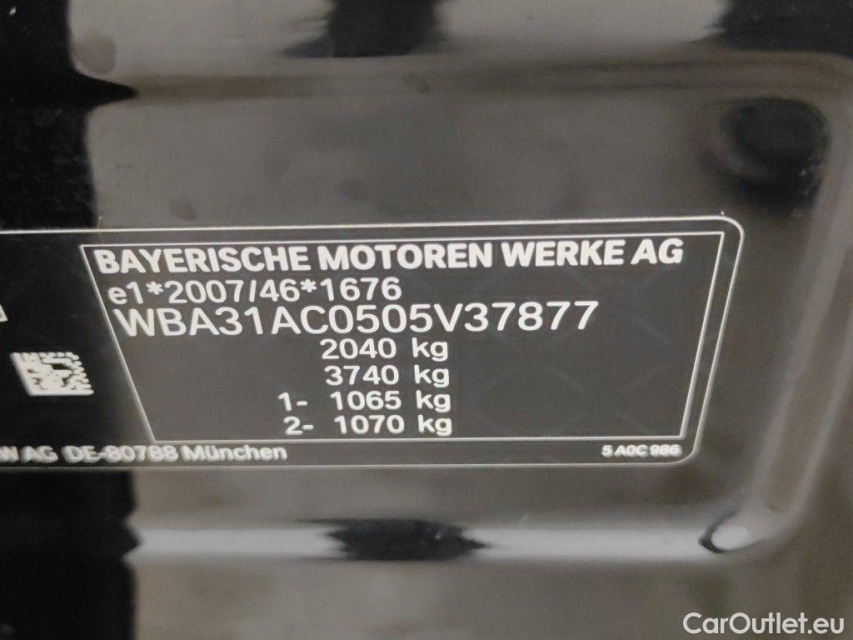 BAYERISCHE MOTOREN WERKE AG
e1*2007/46*1676
WBA31AC0505V37877
2040 kg
3740 kg
1- 1065 kg
2- 1070 kg
W AG DE-80788 München
5 A0C 986
CarOutlet.eu